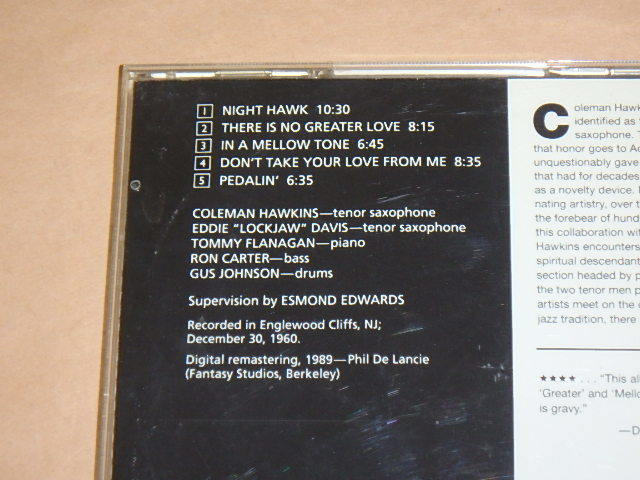 1 NIGHT HAWK 10:30
2 THERE IS NO GREATER LOVE 8:15
3 IN A MELLOW TONE 6:45
4 DON'T TAKE YOUR LOVE FROM ME 8:35
5 PEDALIN' 6:35
COLEMAN HAWKINS—tenor saxophone
EDDIE "LOCKJAW" DAVIS—tenor saxophone
TOMMY FLANAGAN—piano
RON CARTER—bass
GUS JOHNSON—drums
Supervision by ESMOND EDWARDS
Recorded in Englewood Cliffs, NJ;
December 30, 1960.
Digital remastering, 1989—Phil De Lancie
(Fantasy Studios, Berkeley)
Coleman Hawk
identified as
saxophone. T
that honor goes to Ad
unquestionably gave
that had for decades
as a novelty device.
nating artistry, over t
the forebear of hund
this collaboration wit
Hawkins encounters
spiritual descendant
section headed by p
the two tenor men p
artists meet on the c
jazz tradition, there
★★★★ . . . "This al
'Greater' and 'Mello
is gravy."
—D